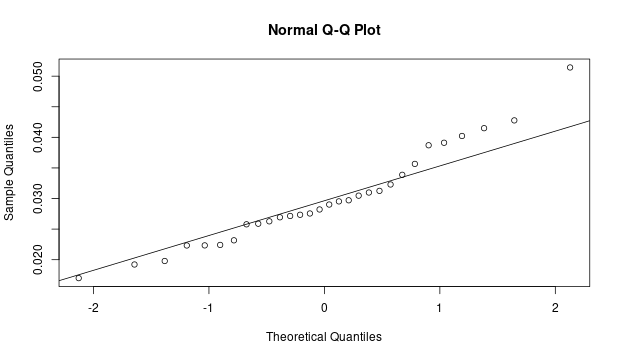 Normal Q-Q Plot
Sample Quantiles
0.050
0.040
0.030
0.020
-2 -1 0 1 2
Theoretical Quantiles